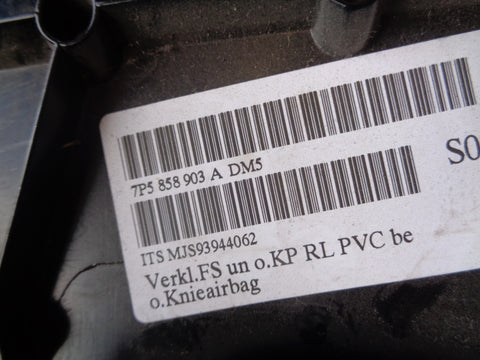 7P5 858 903 A DM5
S0
ITS MJS93944062
Verkl.FS un o.KP RL PVC be
o.Knieairbag